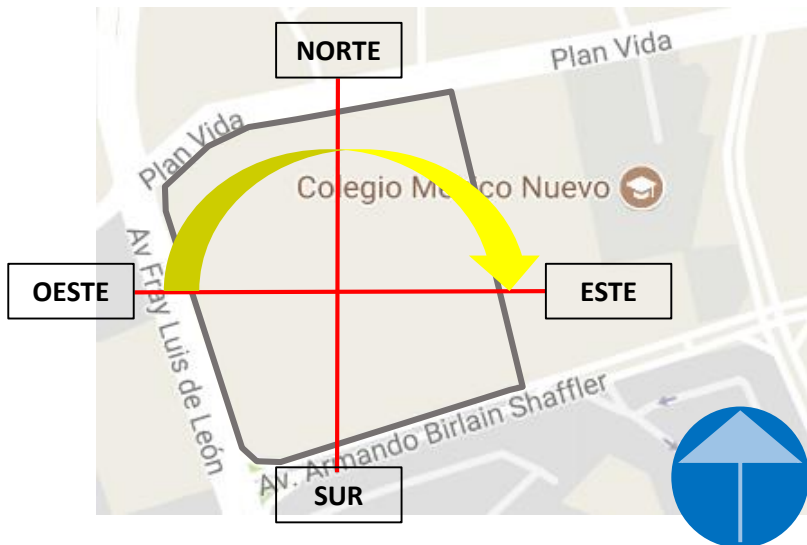 NORTE
Plan Vida
Plan Vida
Colegio México Nuevo
OESTE
ESTE
Av Fray Luis de León
Av. Armando Birlain Shaffler
SUR